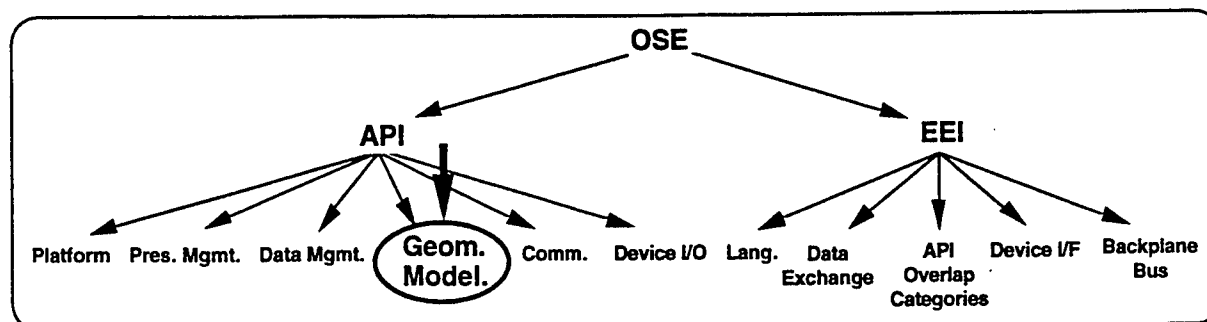 OSE
API
EEI
Platform
Pres. Mgmt.
Data Mgmt.
Geom.
Model.
Comm.
Device I/O
Lang.
Data
Exchange
API
Overlap
Categories
Device I/F
Backplane
Bus